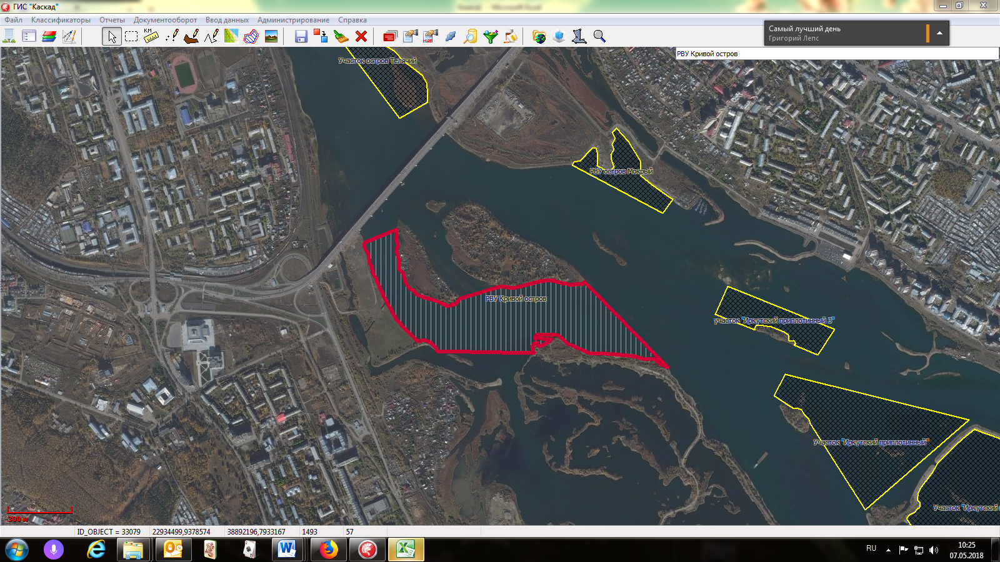 ГИС "Каскад"
Файл Классификаторы Отчеты Документооборот Ввод данных Администрирование Справка
Самый лучший день
Григорий Лепс
РВУ Кривой остров
Участок остров Телячий
РВУ остров Мокрый
РВУ Кривой остров
участок "Иркутский приплотинный 3"
Участок "Иркутский приплотинный"
Участок "Иркутский
300 м
ID_OBJECT = 33079 22934499,9378574 38892196,7933167 1493 57
RU
10:25
07.05.2018